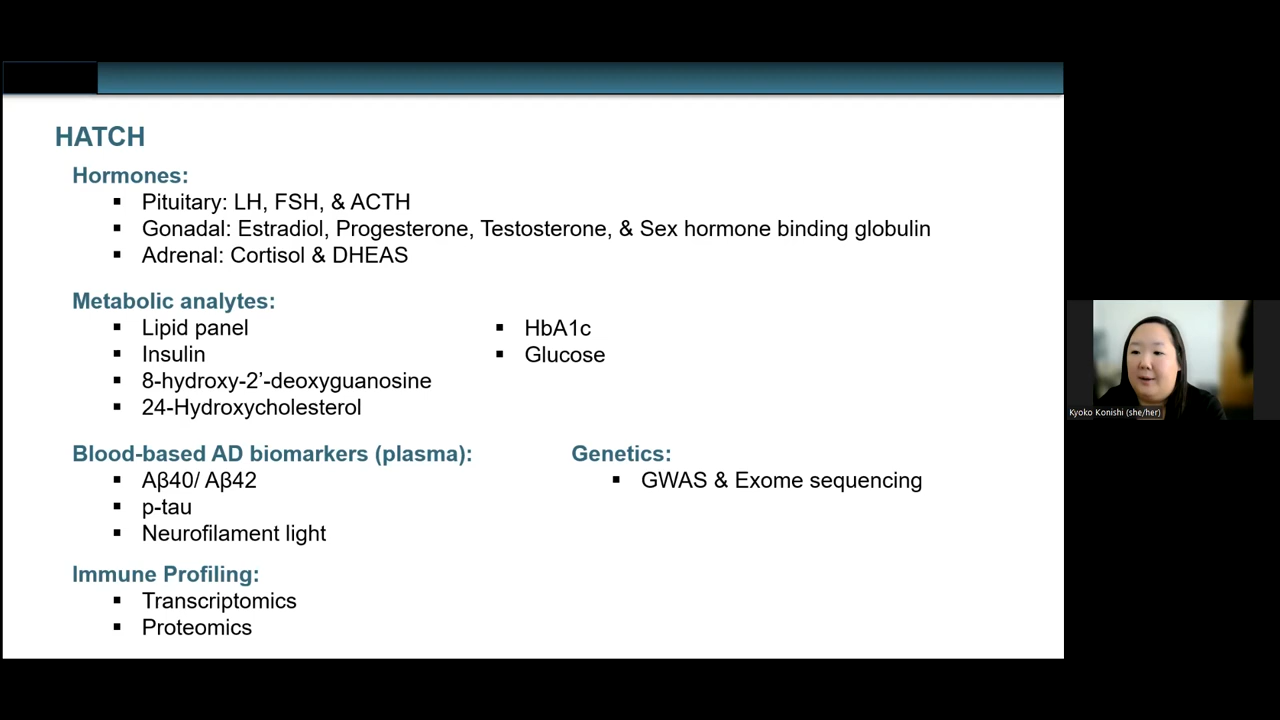 HATCH
Hormones:
▪ Pituitary: LH, FSH, & ACTH
▪ Gonadal: Estradiol, Progesterone, Testosterone, & Sex hormone binding globulin
▪ Adrenal: Cortisol & DHEAS
Metabolic analytes:
▪ Lipid panel
▪ Insulin
▪ 8-hydroxy-2’-deoxyguanosine
▪ 24-Hydroxycholesterol
▪ HbA1c
▪ Glucose
Blood-based AD biomarkers (plasma):
▪ Aβ40/ Aβ42
▪ p-tau
▪ Neurofilament light
Genetics:
▪ GWAS & Exome sequencing
Immune Profiling:
▪ Transcriptomics
▪ Proteomics
Kyoko Konishi (she/her)